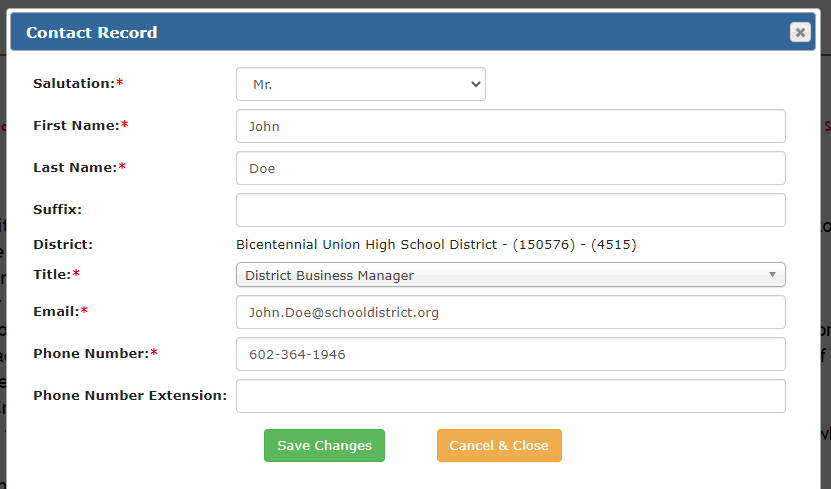 Contact Record
Salutation:* Mr.
First Name:* John
Last Name:* Doe
Suffix:
District: Bicentennial Union High School District - (150576) - (4515)
Title:* District Business Manager
Email:* John.Doe@schooldistrict.org
Phone Number:* 602-364-1946
Phone Number Extension:
Save Changes Cancel & Close